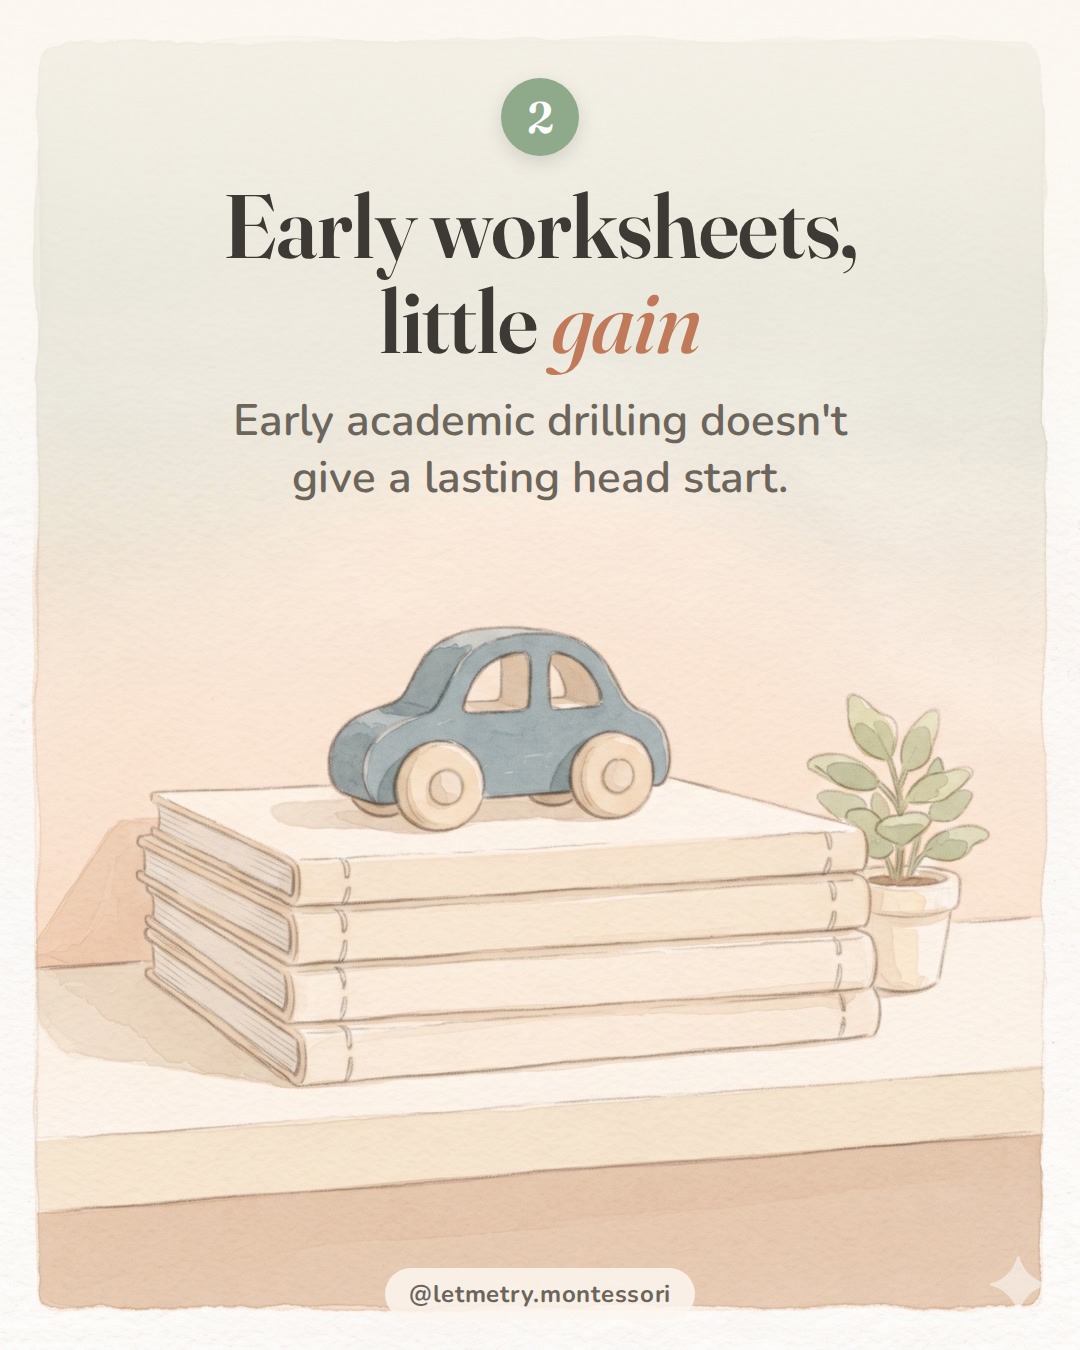 2
Early worksheets,
little gain
Early academic drilling doesn't
give a lasting head start.
@letmetry.montessori